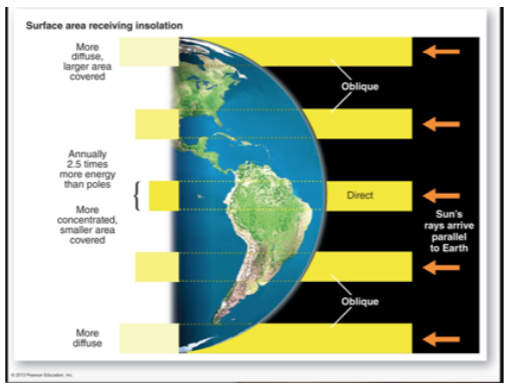 Surface area receiving insolation
More
diffuse,
larger area
covered
Oblique
Annually
2.5 times
more energy
than poles
More
concentrated,
smaller area
covered
Direct
Sun's
rays arrive
parallel
to Earth
Oblique
More
diffuse
© 2013 Pearson Education, Inc.